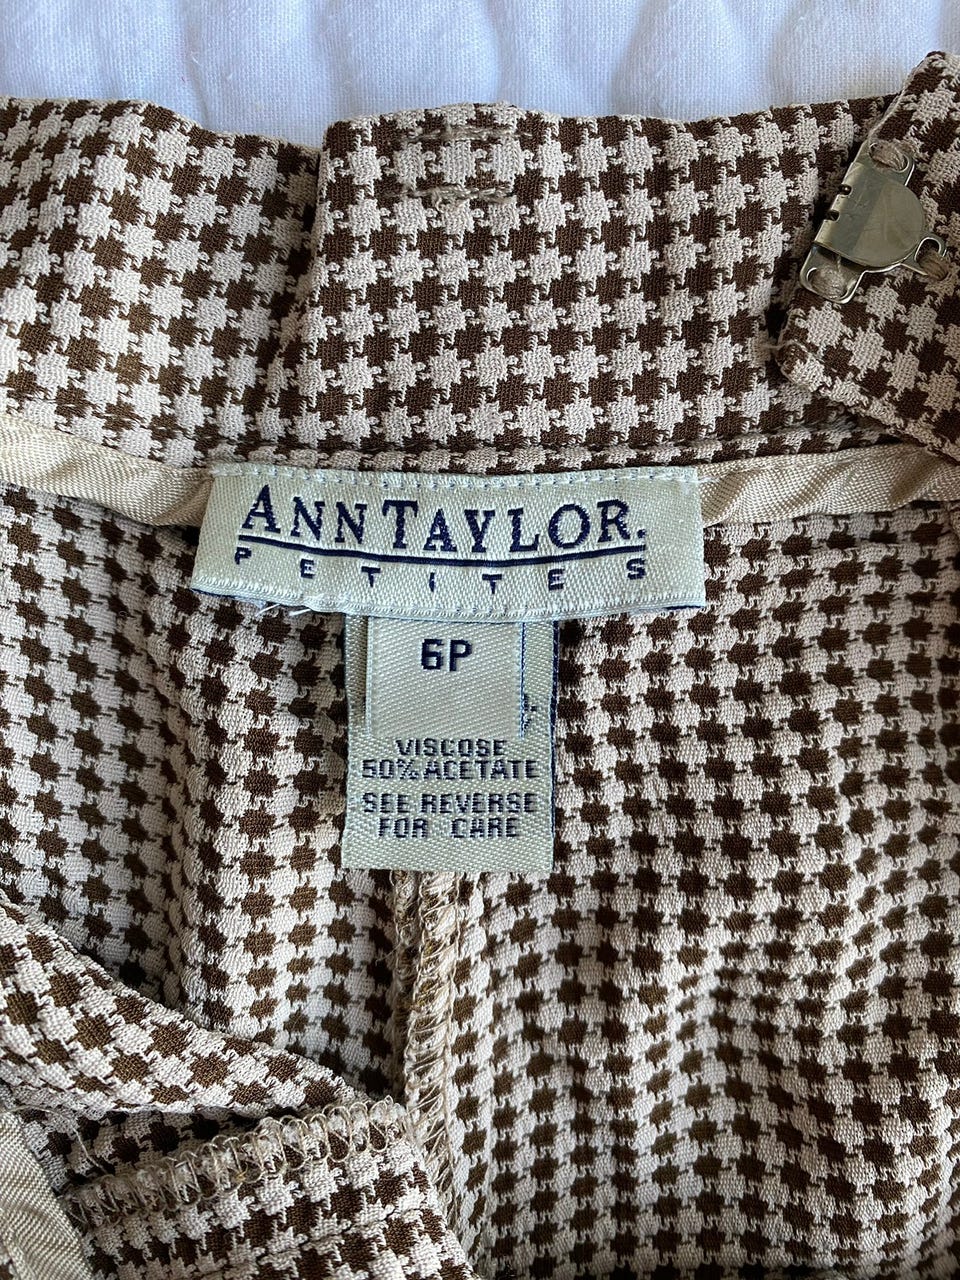 ANNTAYLOR.
PETITES
6P
VISCOSE
50% ACETATE
SEE REVERSE
FOR CARE